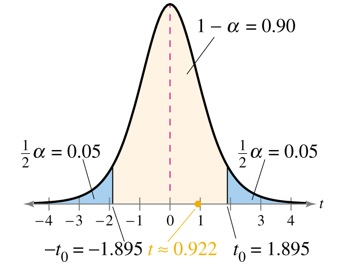 1 − α = 0.90
½α = 0.05
½α = 0.05
t
−4 −3 −2 −1 0 1 3 4
−t₀ = −1.895 t ≈ 0.922 t₀ = 1.895